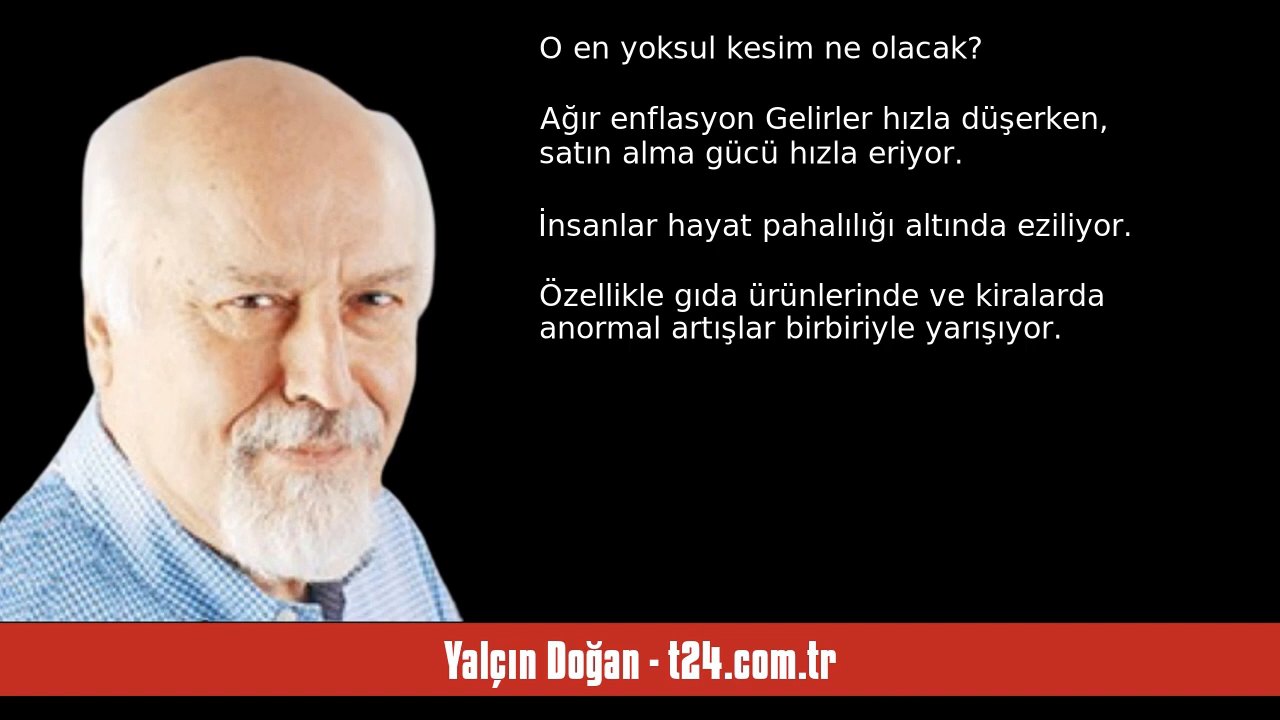 O en yoksul kesim ne olacak?
Ağır enflasyon Gelirler hızla düşerken,
satın alma gücü hızla eriyor.
İnsanlar hayat pahalılığı altında eziliyor.
Özellikle gıda ürünlerinde ve kiralarda
anormal artışlar birbiriyle yarışıyor.
Yalçın Doğan - t24.com.tr